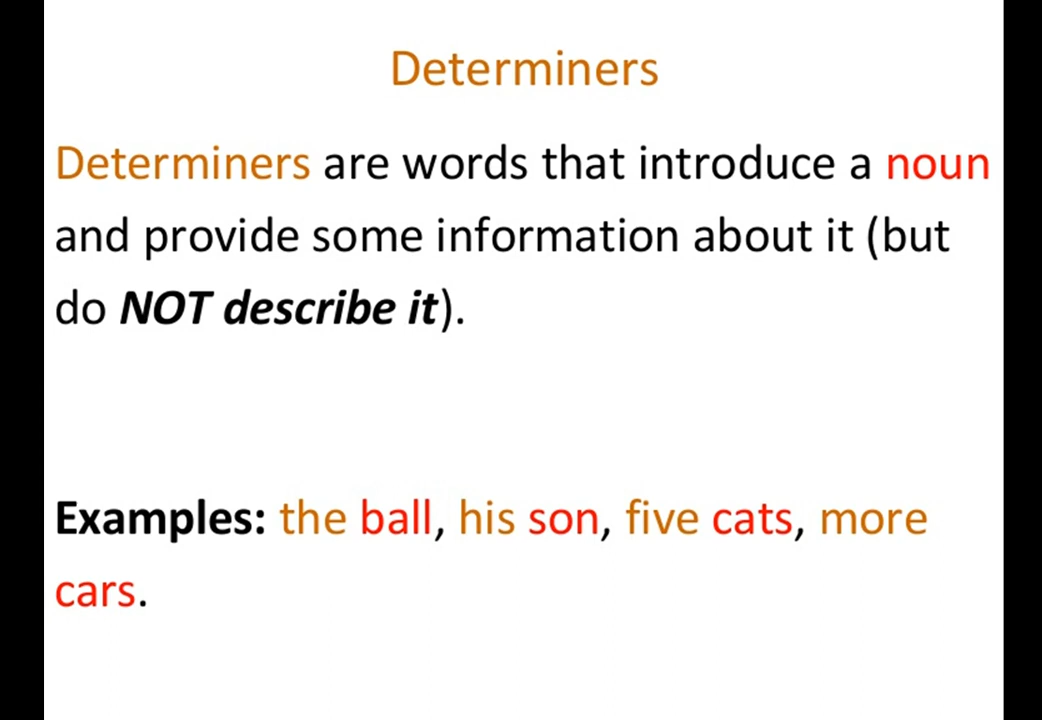 Determiners
Determiners are words that introduce a noun
and provide some information about it (but
do NOT describe it).
Examples: the ball, his son, five cats, more
cars.